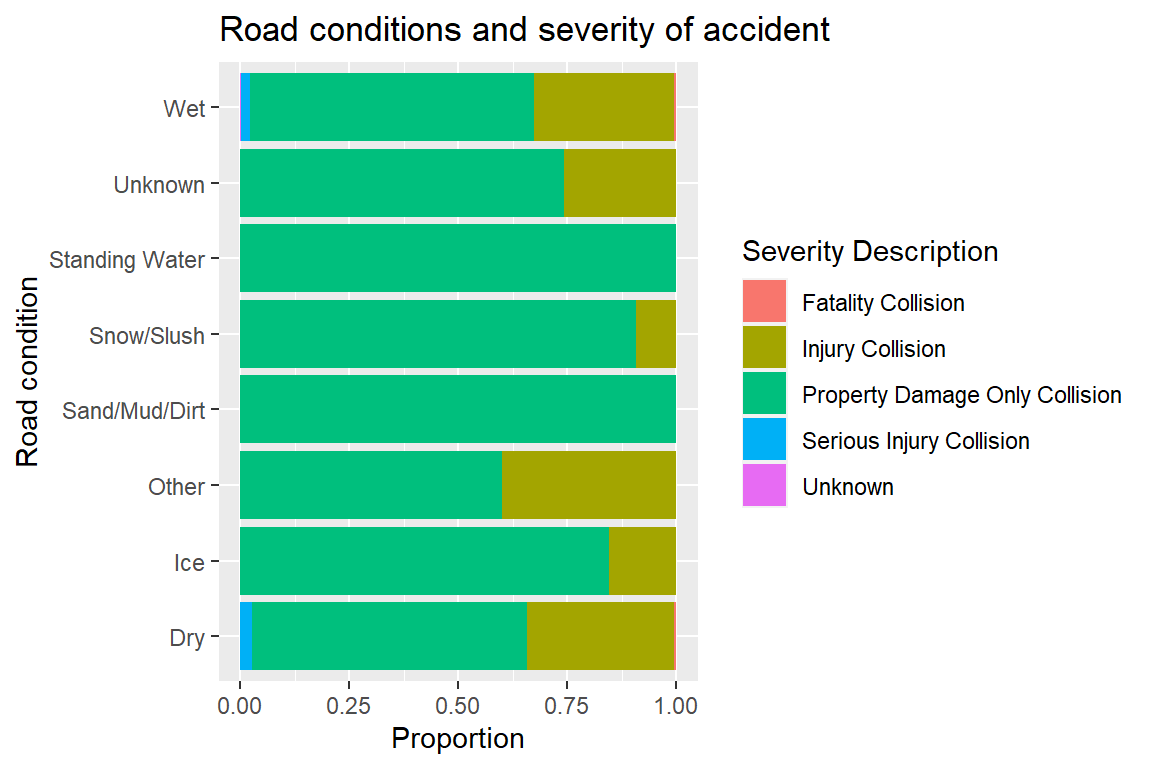 Road conditions and severity of accident
Road condition
Wet
Unknown
Standing Water
Snow/Slush
Sand/Mud/Dirt
Other
Ice
Dry
0.00 0.25 0.50 0.75 1.00
Proportion
Severity Description
Fatality Collision
Injury Collision
Property Damage Only Collision
Serious Injury Collision
Unknown